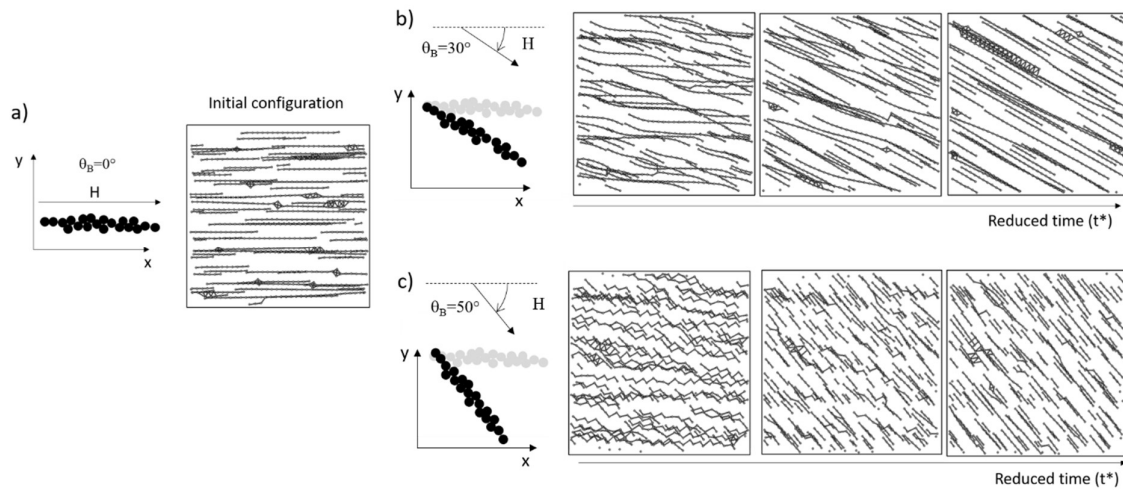 a)
Initial configuration
y
θB=0°
H
x
b)
θB=30°
H
y
x
Reduced time (t*)
c)
θB=50°
H
y
x
Reduced time (t*)